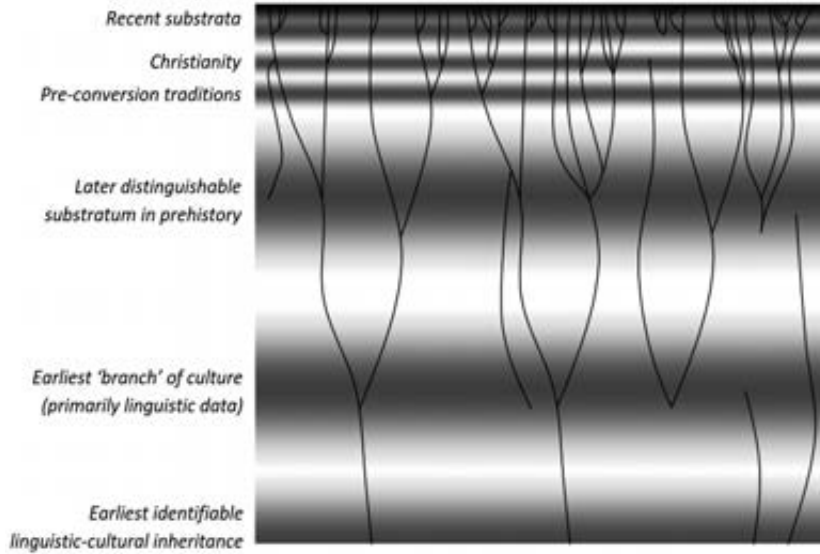 Recent substrata
Christianity
Pre-conversion traditions
Later distinguishable
substratum in prehistory
Earliest ‘branch’ of culture
(primarily linguistic data)
Earliest identifiable
linguistic-cultural inheritance